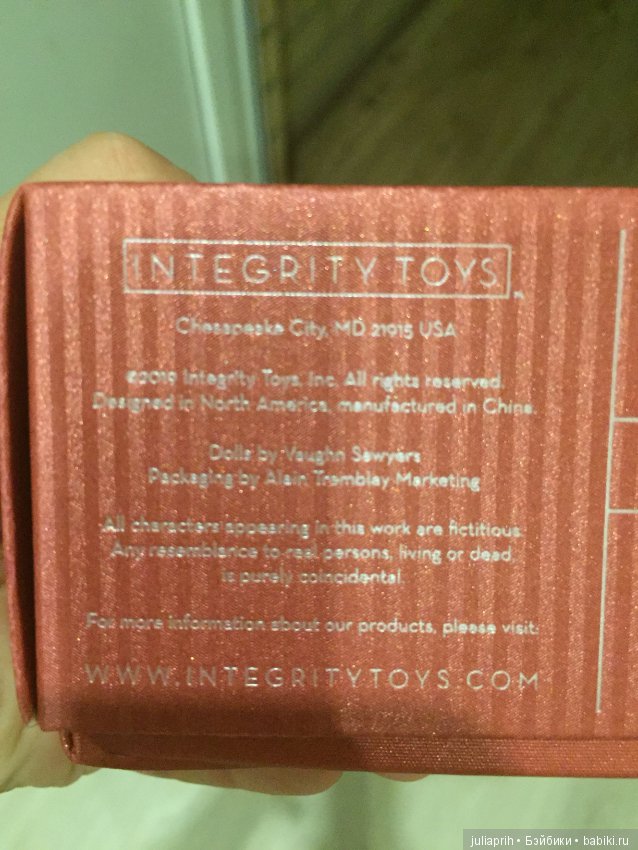 INTEGRITY TOYS
Chesapeake City, MD 21915 USA
©2019 Integrity Toys, Inc. All rights reserved.
Designed in North America, manufactured in China.
Dolls by Vaughn Sawyers
Packaging by Alain Tremblay Marketing
All characters appearing in this work are fictitious.
Any resemblance to real persons, living or dead,
is purely coincidental.
For more information about our products, please visit:
WWW.INTEGRITYTOYS.COM
juliaprih • Бэйбики • babiki.ru